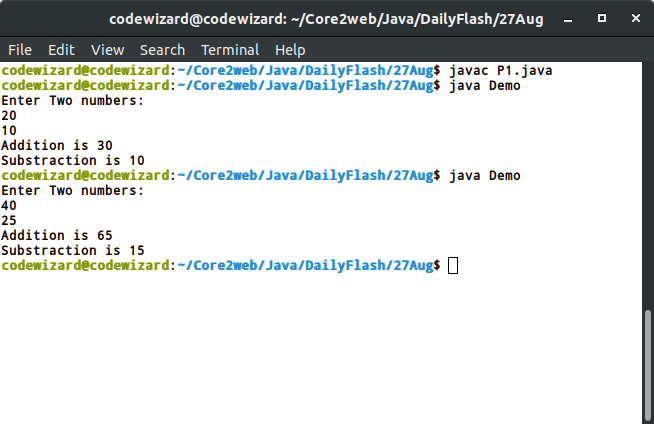 codewizard@codewizard: ~/Core2web/Java/DailyFlash/27Aug
File Edit View Search Terminal Help
codewizard@codewizard:~/Core2web/Java/DailyFlash/27Aug$ javac P1.java
codewizard@codewizard:~/Core2web/Java/DailyFlash/27Aug$ java Demo
Enter Two numbers:
20
10
Addition is 30
Substraction is 10
codewizard@codewizard:~/Core2web/Java/DailyFlash/27Aug$ java Demo
Enter Two numbers:
40
25
Addition is 65
Substraction is 15
codewizard@codewizard:~/Core2web/Java/DailyFlash/27Aug$